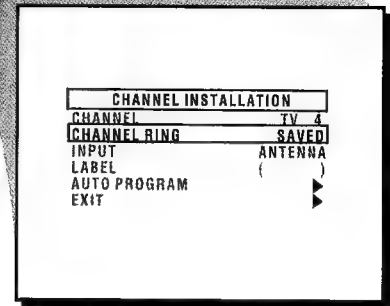 CHANNEL INSTALLATION
CHANNEL TV 4
CHANNEL RING SAVED
INPUT ANTENNA
LABEL ( )
AUTO PROGRAM ▶
EXIT ▶